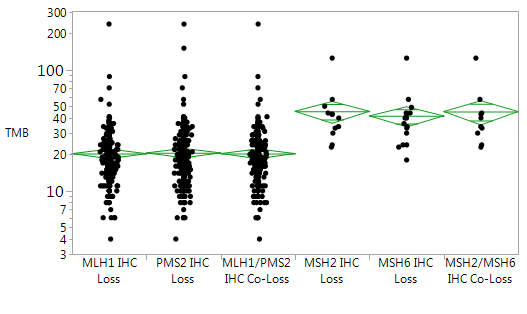 300
200
100
70
50
40
30
20
10
7
5
4
3
TMB
MLH1 IHC
Loss
PMS2 IHC
Loss
MLH1/PMS2
IHC Co-Loss
MSH2 IHC
Loss
MSH6 IHC
Loss
MSH2/MSH6
IHC Co-Loss